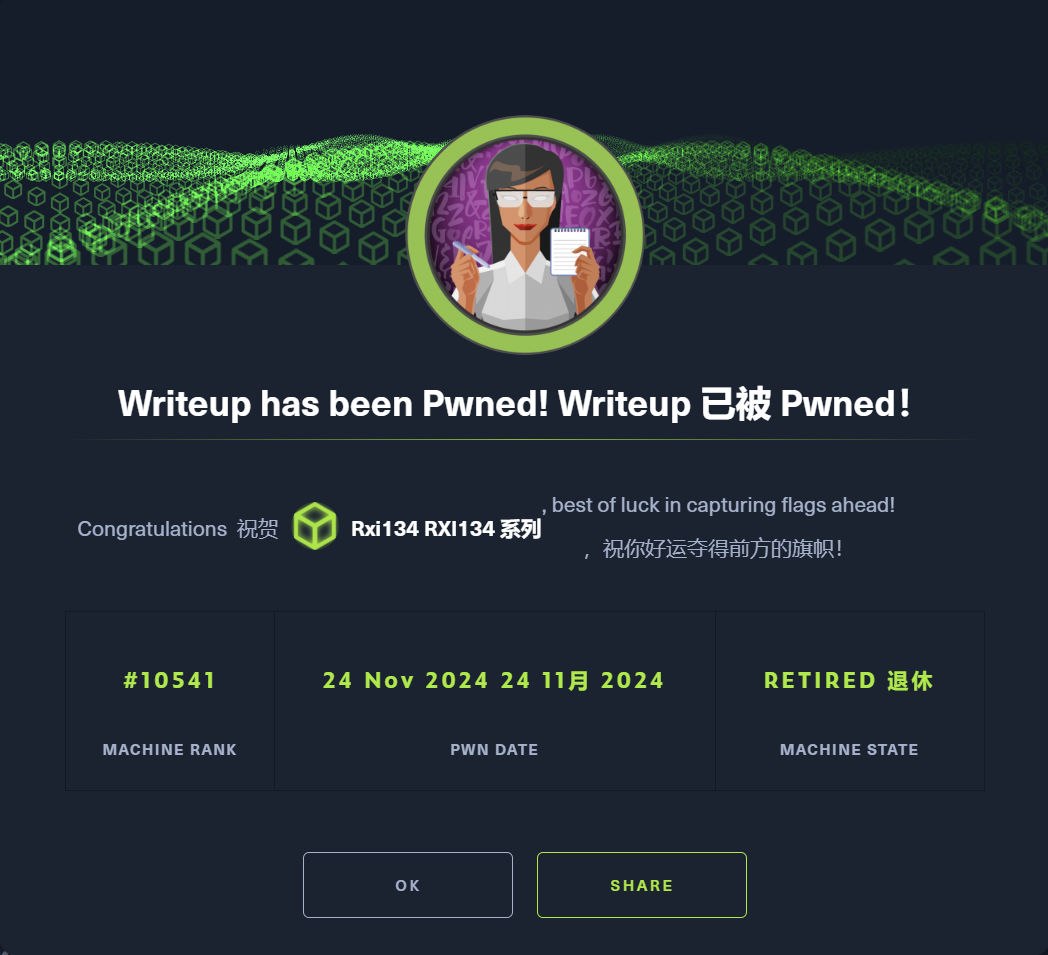 Writeup has been Pwned! Writeup 已被 Pwned!
Congratulations 祝贺 Rxi134 RXI134 系列
, best of luck in capturing flags ahead!
，祝你好运夺得前方的旗帜！
#10541
MACHINE RANK
24 Nov 2024 24 11月 2024
PWN DATE
RETIRED 退休
MACHINE STATE
OK
SHARE